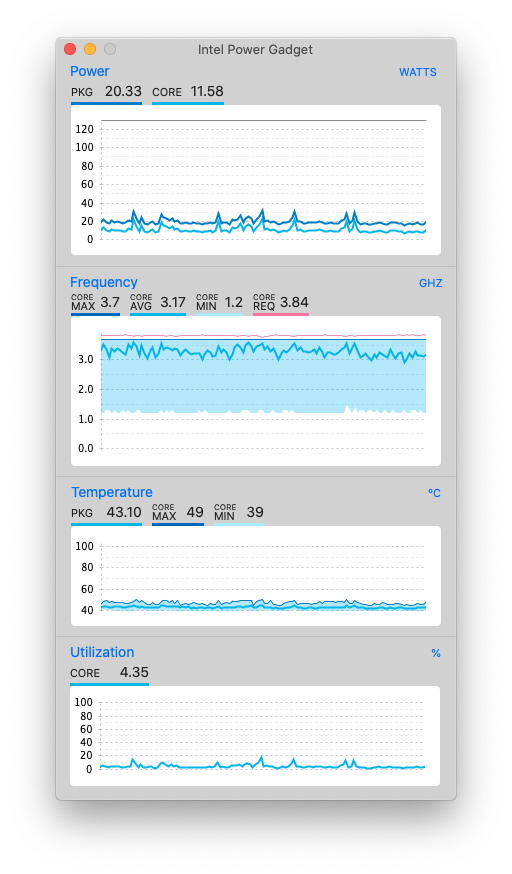 Intel Power Gadget
Power WATTS
PKG 20.33 CORE 11.58
120
100
80
60
40
20
0
Frequency GHZ
CORE MAX 3.7 CORE AVG 3.17 CORE MIN 1.2 CORE REQ 3.84
3.0
2.0
1.0
0.0
Temperature °C
PKG 43.10 CORE MAX 49 CORE MIN 39
100
80
60
40
Utilization %
CORE 4.35
100
80
60
40
20
0